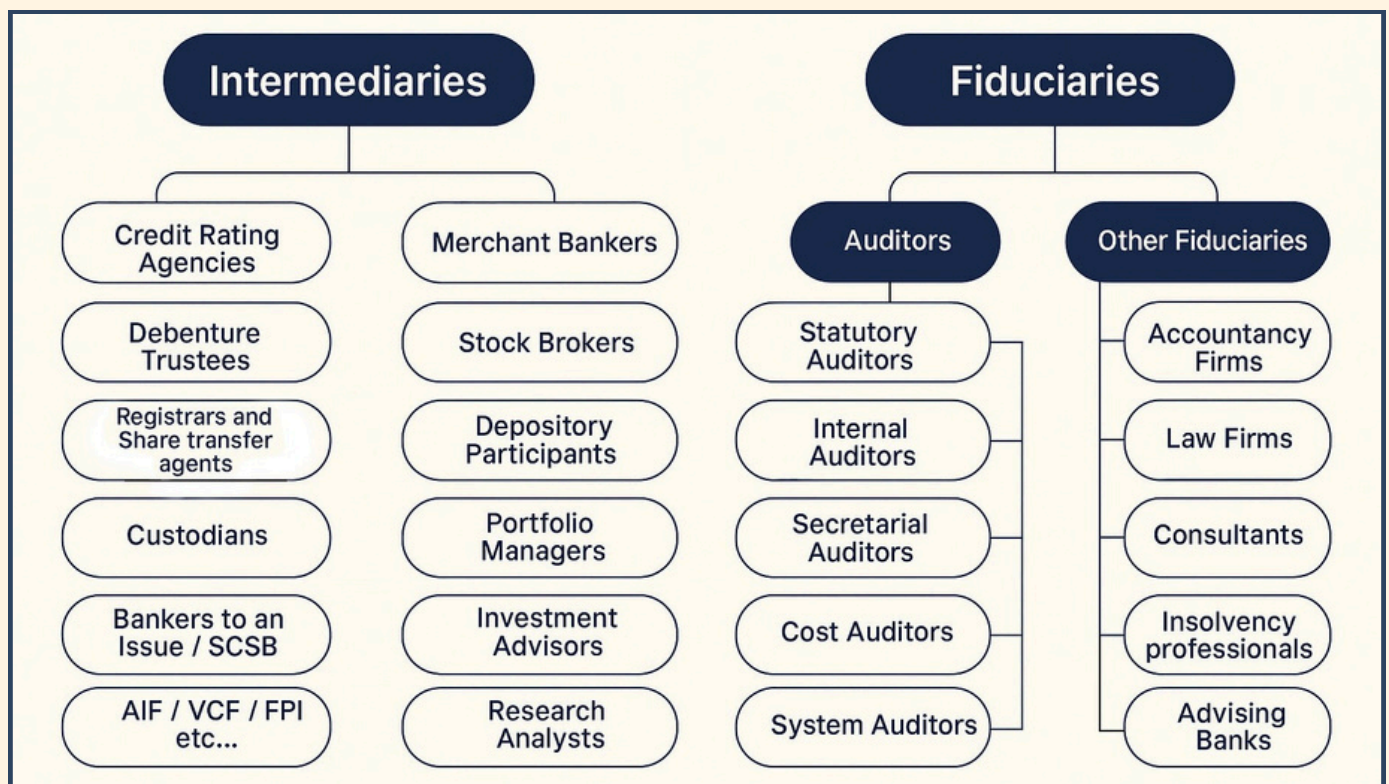 Intermediaries
Credit Rating
Agencies
Debenture
Trustees
Registrars and
Share transfer
agents
Custodians
Bankers to an
Issue / SCSB
AIF / VCF / FPI
etc...
Merchant Bankers
Stock Brokers
Depository
Participants
Portfolio
Managers
Investment
Advisors
Research
Analysts
Fiduciaries
Auditors
Statutory
Auditors
Internal
Auditors
Secretarial
Auditors
Cost Auditors
System Auditors
Other Fiduciaries
Accountancy
Firms
Law Firms
Consultants
Insolvency
professionals
Advising
Banks